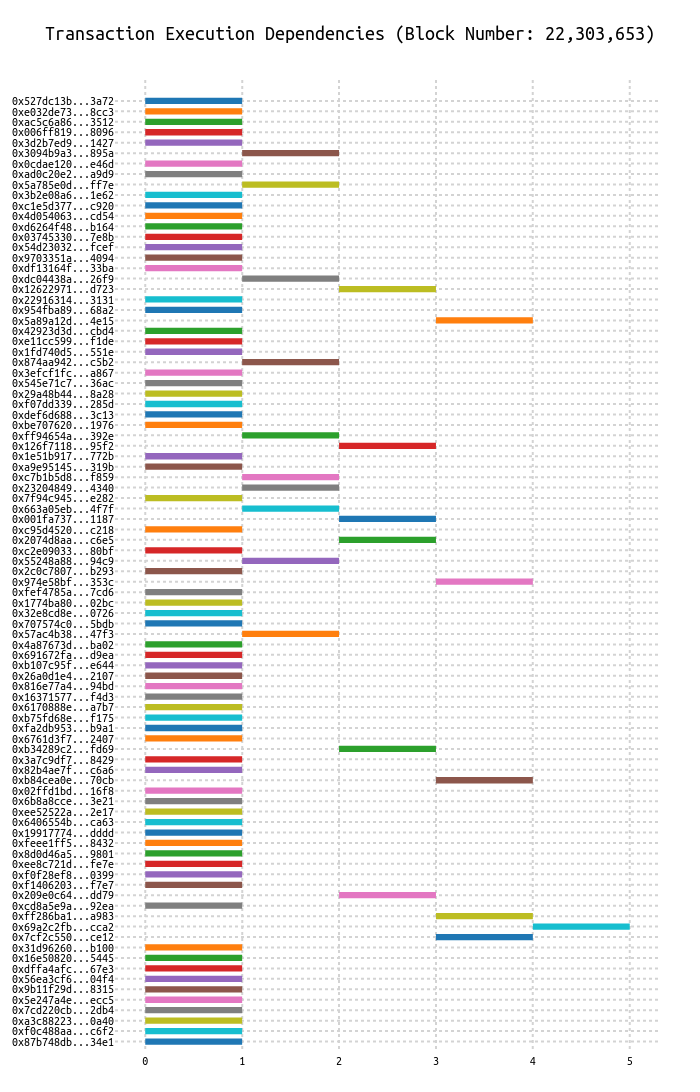 Transaction Execution Dependencies (Block Number: 22,303,653)
0x527dc13b...3a72
0xe032de73...8cc3
0xac5c6a86...3512
0x006ff819...8096
0x3d2b7ed9...1427
0x3094b9a3...895a
0x0cdae120...e46d
0xad0c20e2...a9d9
0x5a785e0d...ff7e
0x3b2e08a6...1e62
0xc1e5d377...c920
0x4d054063...cd54
0xd6264f48...b164
0x03745330...7e8b
0x54d23032...fcef
0x9703351a...4094
0xdf13164f...33ba
0xdc04438a...26f9
0x12622971...d723
0x22916314...3131
0x954fba89...68a2
0x5a89a12d...4e15
0x42923d3d...cbd4
0xe11cc599...f1de
0x1fd740d5...551e
0x874aa942...c5b2
0x3efcf1fc...a867
0x545e71c7...36ac
0x29a48b44...8a28
0xf07dd339...285d
0xdef6d688...3c13
0xbe707620...1976
0xff94654a...392e
0x126f7118...95f2
0x1e51b917...772b
0xa9e95145...319b
0xc7b1b5d8...f859
0x23204849...4340
0x7f94c945...e282
0x663a05eb...4f7f
0x001fa737...1187
0xc95d4520...c218
0x2074d8aa...c6e5
0xc2e09033...80bf
0x55248a88...94c9
0x2c0c7807...b293
0x974e58bf...353c
0xfef4785a...7cd6
0x1774ba80...02bc
0x32e8cd8e...0726
0x707574c0...5bdb
0x57ac4b38...47f3
0x4a87673d...ba02
0x691672fa...d9ea
0xb107c95f...e644
0x26a0d1e4...2107
0x816e77a4...94bd
0x16371577...f4d3
0x6170888e...a7b7
0xb75fd68e...f175
0xfa2db953...b9a1
0x6761d3f7...2407
0xb34289c2...fd69
0x3a7c9df7...8429
0x82b4ae7f...c6a6
0xb84cea0e...70cb
0x02ffd1bd...16f8
0x6b8a8cce...3e21
0xee52522a...2e17
0x6406554b...ca63
0x19917774...dddd
0xfeee1ff5...8432
0x8d0d46a5...9801
0xee8c721d...fe7e
0xf0f28ef8...0399
0xf1406203...f7e7
0x209e0c64...dd79
0xcd8a5e9a...92ea
0xff286ba1...a983
0x69a2c2fb...cca2
0x7cf2c550...ce12
0x31d96260...b100
0x16e50820...5445
0xdffa4afc...67e3
0x56ea3cf6...04f4
0x9b11f29d...8315
0x5e247a4e...ecc5
0x7cd220cb...2db4
0xa3c88223...0a40
0xf0c488aa...c6f2
0x87b748db...34e1
0 1 2 3 4 5